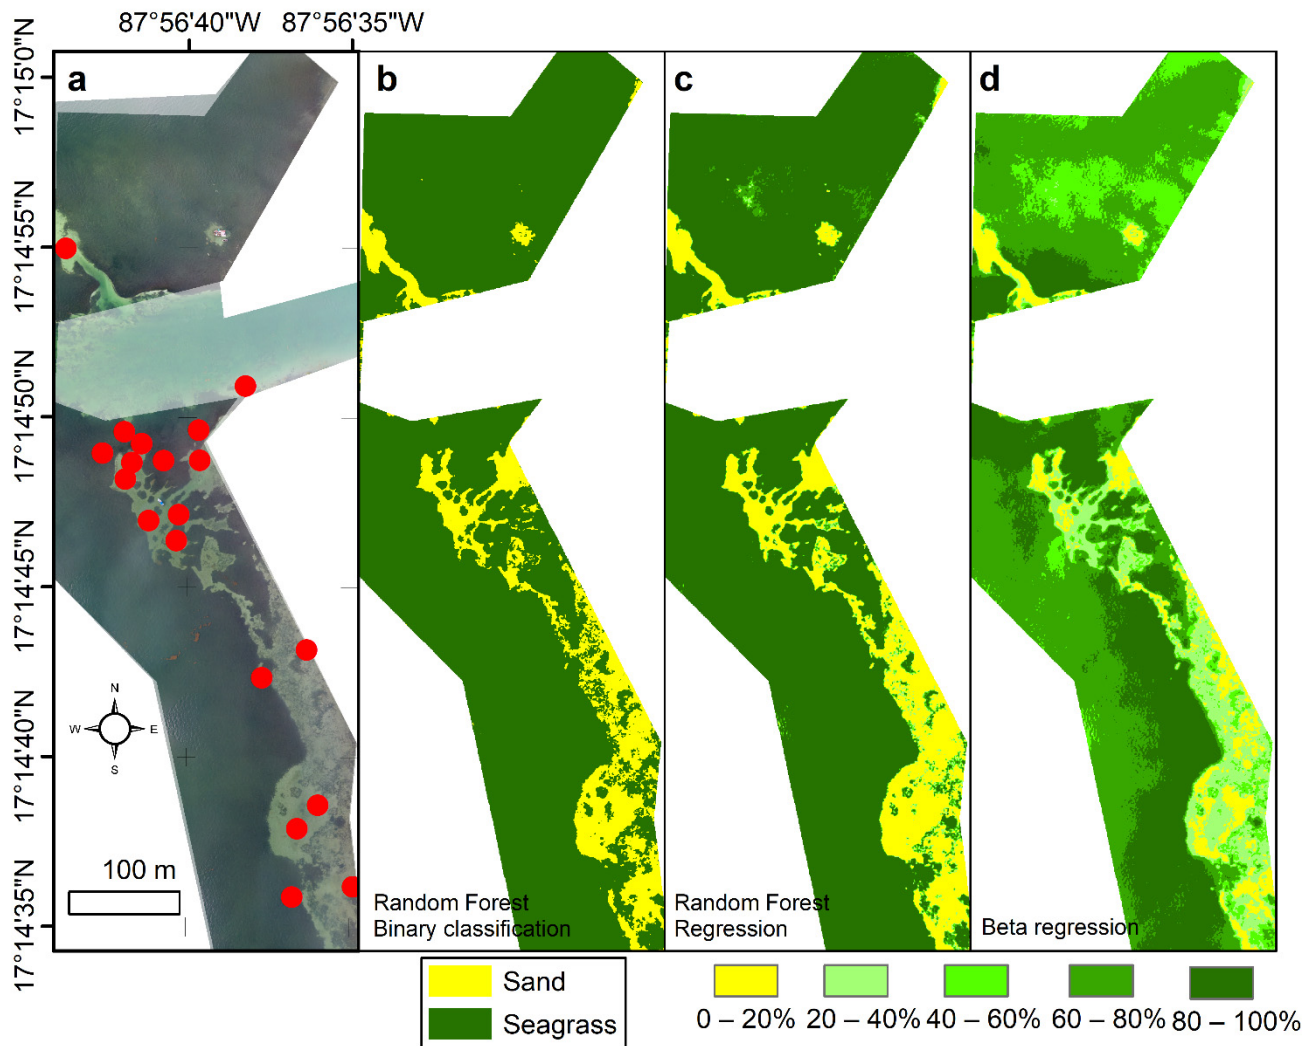 87°56'40"W 87°56'35"W
17°15'0"N
17°14'55"N
17°14'50"N
17°14'45"N
17°14'40"N
17°14'35"N
a
b
c
d
N
W E
S
100 m
Random Forest
Binary classification
Random Forest
Regression
Beta regression
Sand
Seagrass
0 – 20% 20 – 40% 40 – 60% 60 – 80% 80 – 100%